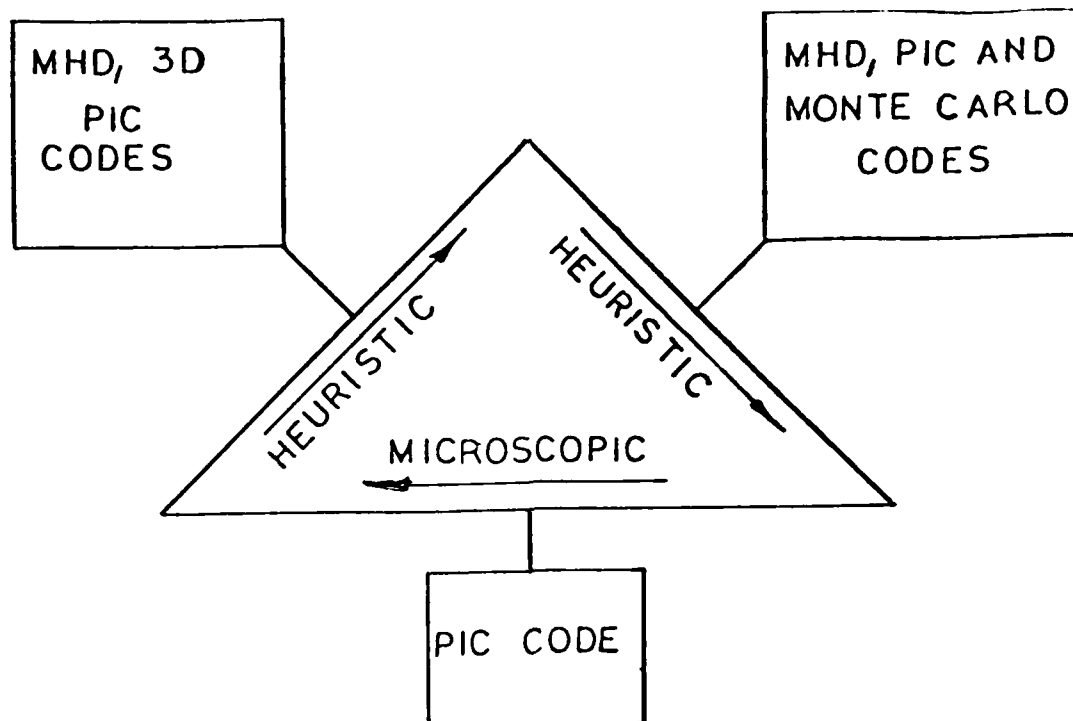 MHD, 3D
PIC
CODES
MHD, PIC AND
MONTE CARLO
CODES
HEURISTIC
HEURISTIC
MICROSCOPIC
PIC CODE